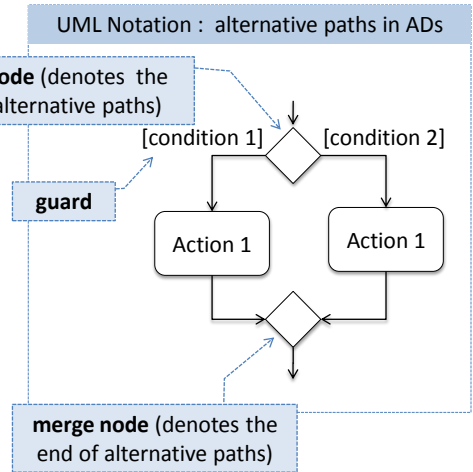 UML Notation : alternative paths in ADs
ode (denotes the
alternative paths)
[condition 1]
[condition 2]
guard
Action 1
Action 1
merge node (denotes the
end of alternative paths)